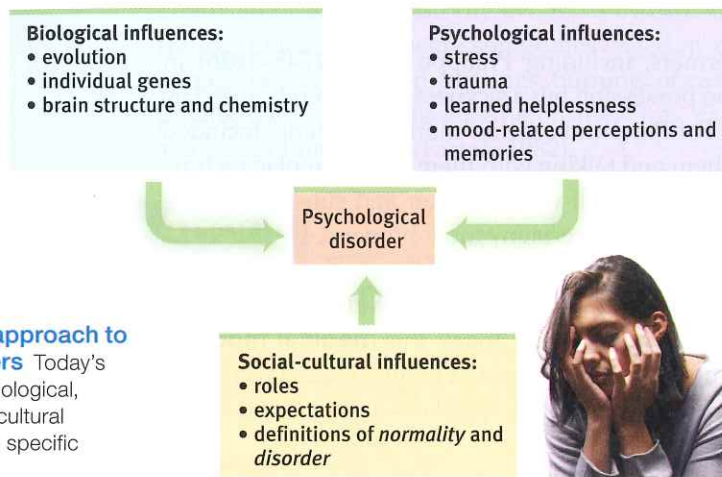 Biological influences:
• evolution
• individual genes
• brain structure and chemistry
Psychological influences:
• stress
• trauma
• learned helplessness
• mood-related perceptions and
memories
Psychological
disorder
approach to
ers Today's
ological,
cultural
specific
Social-cultural influences:
• roles
• expectations
• definitions of normality and
disorder